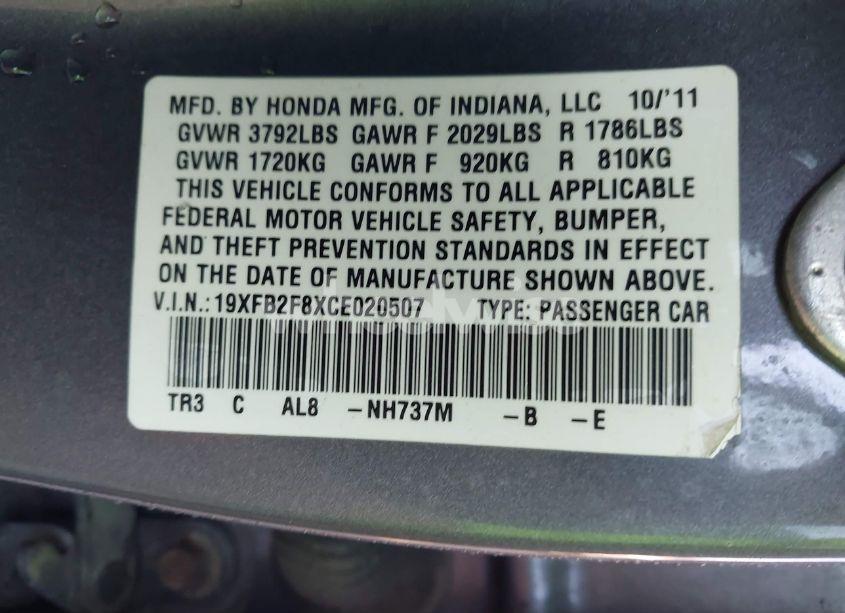 MFD. BY HONDA MFG. OF INDIANA, LLC 10/'11
GVWR 3792LBS GAWR F 2029LBS R 1786LBS
GVWR 1720KG GAWR F 920KG R 810KG
THIS VEHICLE CONFORMS TO ALL APPLICABLE
FEDERAL MOTOR VEHICLE SAFETY, BUMPER,
AND THEFT PREVENTION STANDARDS IN EFFECT
ON THE DATE OF MANUFACTURE SHOWN ABOVE.
V.I.N.: 19XFB2F8XCE020507 TYPE: PASSENGER CAR
TR3 C AL8 -NH737M -B -E